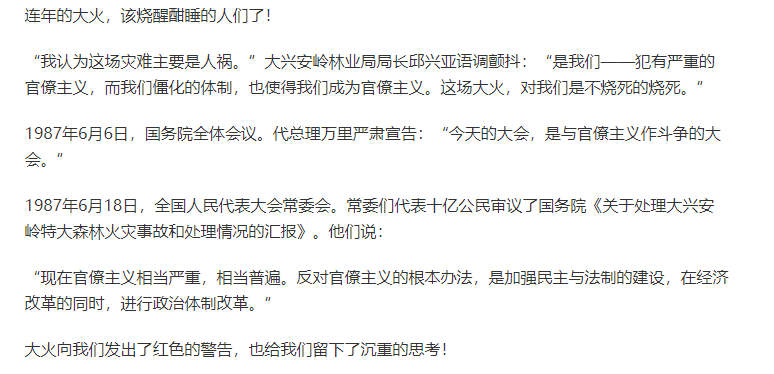 连年的大火，该烧醒酣睡的人们了！
“我认为这场灾难主要是人祸。”大兴安岭林业局局长邱兴亚语调颤抖：“是我们——犯有严重的
官僚主义，而我们僵化的体制，也使得我们成为官僚主义。这场大火，对我们是不烧死的烧死。”
1987年6月6日，国务院全体会议。代总理万里严肃宣告：“今天的大会，是与官僚主义作斗争的大
会。”
1987年6月18日，全国人民代表大会常委会。常委们代表十亿公民审议了国务院《关于处理大兴安
岭特大森林火灾事故和处理情况的汇报》。他们说：
“现在官僚主义相当严重，相当普遍。反对官僚主义的根本办法，是加强民主与法制的建设，在经济
改革的同时，进行政治体制改革。”
大火向我们发出了红色的警告，也给我们留下了沉重的思考！